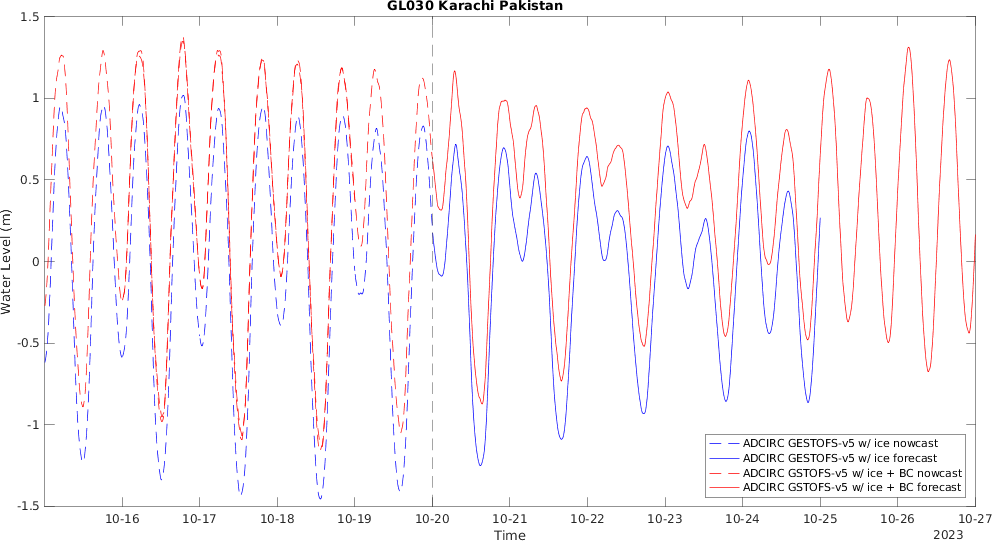 GL030 Karachi Pakistan
1.5
1
0.5
0
-0.5
-1
-1.5
Water Level (m)
10-16 10-17 10-18 10-19 10-20 10-21 10-22 10-23 10-24 10-25 10-26 10-27
Time
2023
ADCIRC GESTOFS-v5 w/ ice nowcast
ADCIRC GESTOFS-v5 w/ ice forecast
ADCIRC GSTOFS-v5 w/ ice + BC nowcast
ADCIRC GSTOFS-v5 w/ ice + BC forecast